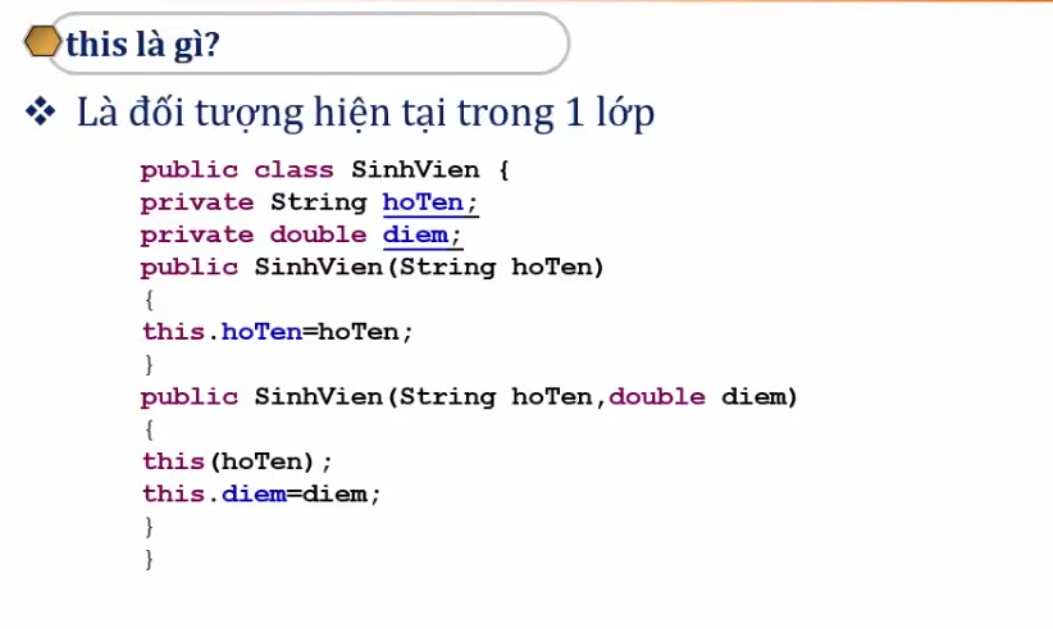 this là gì?
Là đối tượng hiện tại trong 1 lớp
public class SinhVien {
private String hoTen;
private double diem;
public SinhVien(String hoTen)
{
this.hoTen=hoTen;
}
public SinhVien(String hoTen,double diem)
{
this(hoTen);
this.diem=diem;
}
}